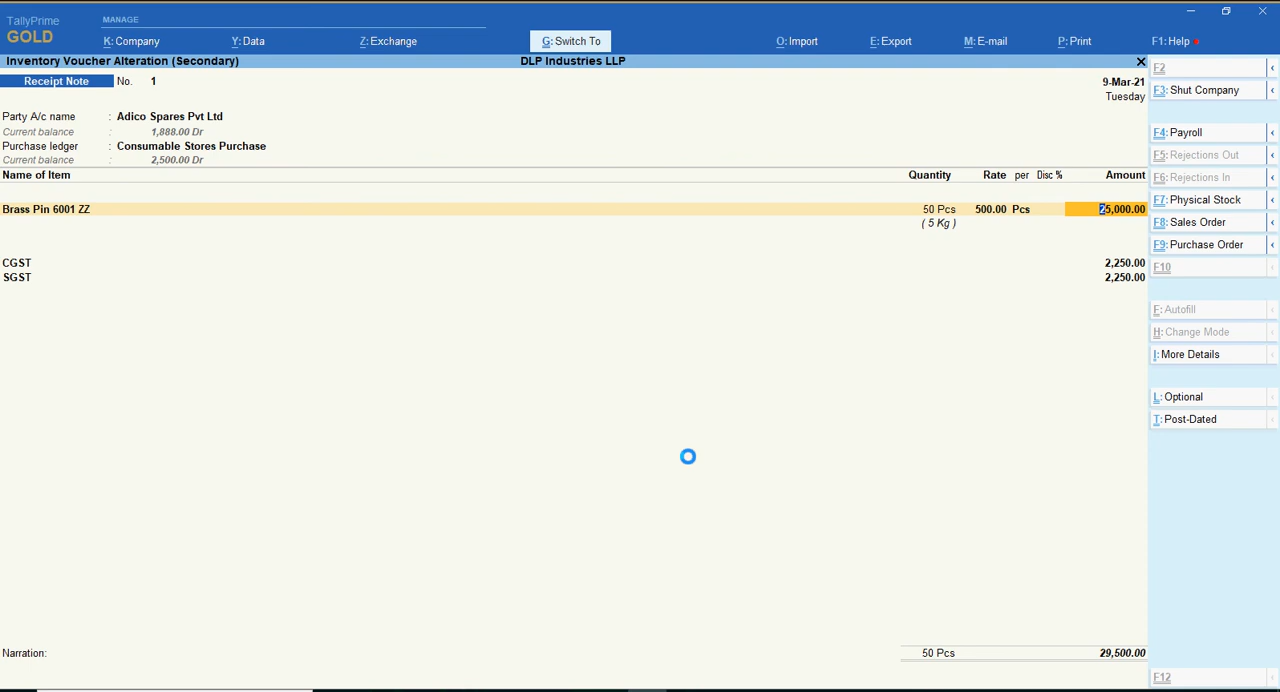 TallyPrime
GOLD
MANAGE
K: Company
Y: Data
Z: Exchange
G: Switch To
O: Import
E: Export
M: E-mail
P: Print
F1: Help
Inventory Voucher Alteration (Secondary)
DLP Industries LLP
Receipt Note No. 1
9-Mar-21
Tuesday
Party A/c name : Adico Spares Pvt Ltd
Current balance : 1,888.00 Dr
Purchase ledger : Consumable Stores Purchase
Current balance : 2,500.00 Dr
Name of Item Quantity Rate per Disc % Amount
Brass Pin 6001 ZZ 50 Pcs 500.00 Pcs 25,000.00
( 5 Kg )
CGST 2,250.00
SGST 2,250.00
Narration: 50 Pcs 29,500.00
F2
F3: Shut Company
F4: Payroll
F5: Rejections Out
F6: Rejections In
F7: Physical Stock
F8: Sales Order
F9: Purchase Order
F10
F: Autofill
H: Change Mode
I: More Details
L: Optional
T: Post-Dated
F12